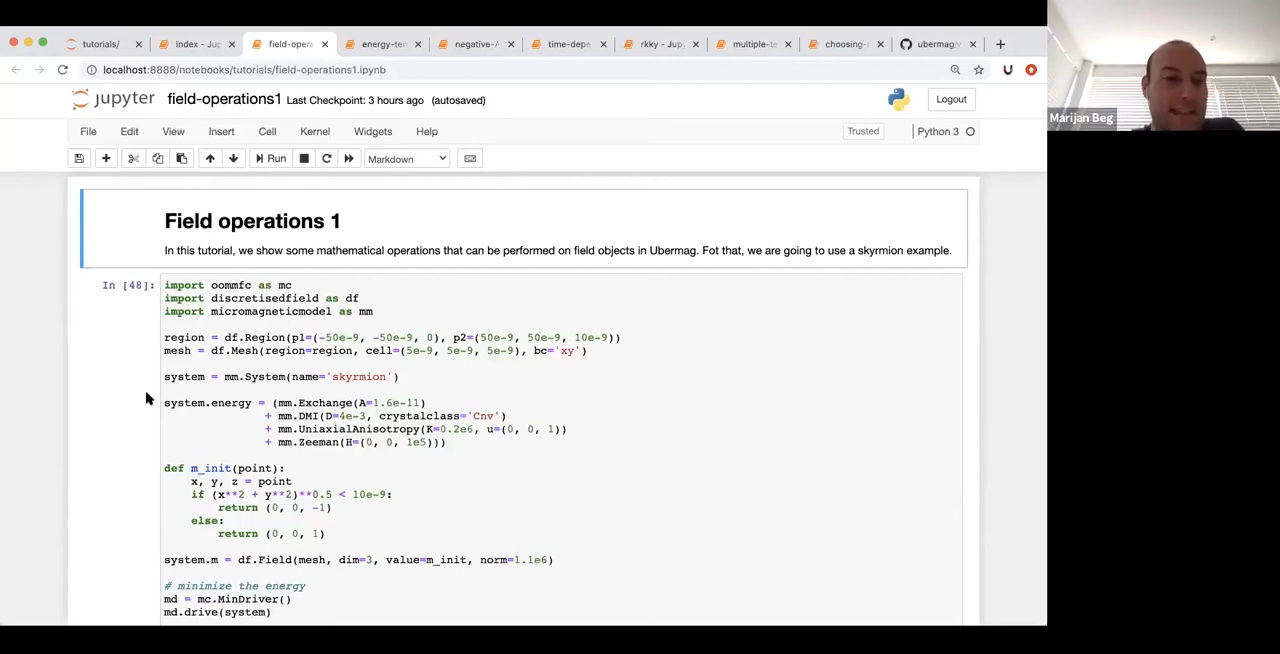 tutorials/
index - Jup
field-opera
energy-ter
negative-/
time-depe
rkky - Jup
multiple-te
choosing-
ubermag/v
localhost:8888/notebooks/tutorials/field-operations1.ipynb
jupyter field-operations1 Last Checkpoint: 3 hours ago (autosaved)
Logout
File Edit View Insert Cell Kernel Widgets Help
Trusted
Python 3
Run
Markdown
Marijan Beg
Field operations 1
In this tutorial, we show some mathematical operations that can be performed on field objects in Ubermag. Fot that, we are going to use a skyrmion example.
In [48]:
import oommfc as mc
import discretisedfield as df
import micromagneticmodel as mm
region = df.Region(p1=(-50e-9, -50e-9, 0), p2=(50e-9, 50e-9, 10e-9))
mesh = df.Mesh(region=region, cell=(5e-9, 5e-9, 5e-9), bc='xy')
system = mm.System(name='skyrmion')
system.energy = (mm.Exchange(A=1.6e-11)
+ mm.DMI(D=4e-3, crystalclass='Cnv')
+ mm.UniaxialAnisotropy(K=0.2e6, u=(0, 0, 1))
+ mm.Zeeman(H=(0, 0, 1e5)))
def m_init(point):
x, y, z = point
if (x**2 + y**2)**0.5 < 10e-9:
return (0, 0, -1)
else:
return (0, 0, 1)
system.m = df.Field(mesh, dim=3, value=m_init, norm=1.1e6)
# minimize the energy
md = mc.MinDriver()
md.drive(system)